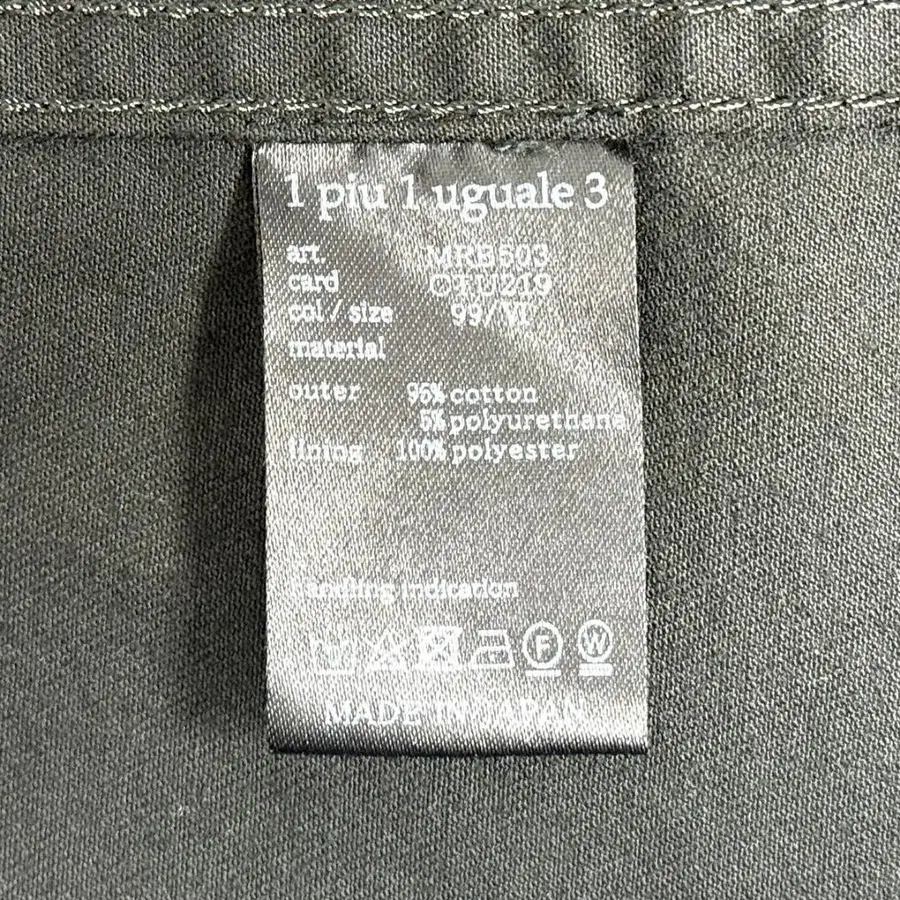 1 piu 1 uguale 3
art. MRB503
card CTU219
col/size 99/VI
material
outer 95% cotton
5% polyurethane
lining 100% polyester
handling indication
F W
MADE IN JAPAN